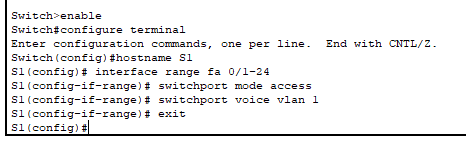 Switch>enable
Switch#configure terminal
Enter configuration commands, one per line.  End with CNTL/Z.
Switch(config)#hostname S1
S1(config)# interface range fa 0/1-24
S1(config-if-range)# switchport mode access
S1(config-if-range)# switchport voice vlan 1
S1(config-if-range)# exit
S1(config)#